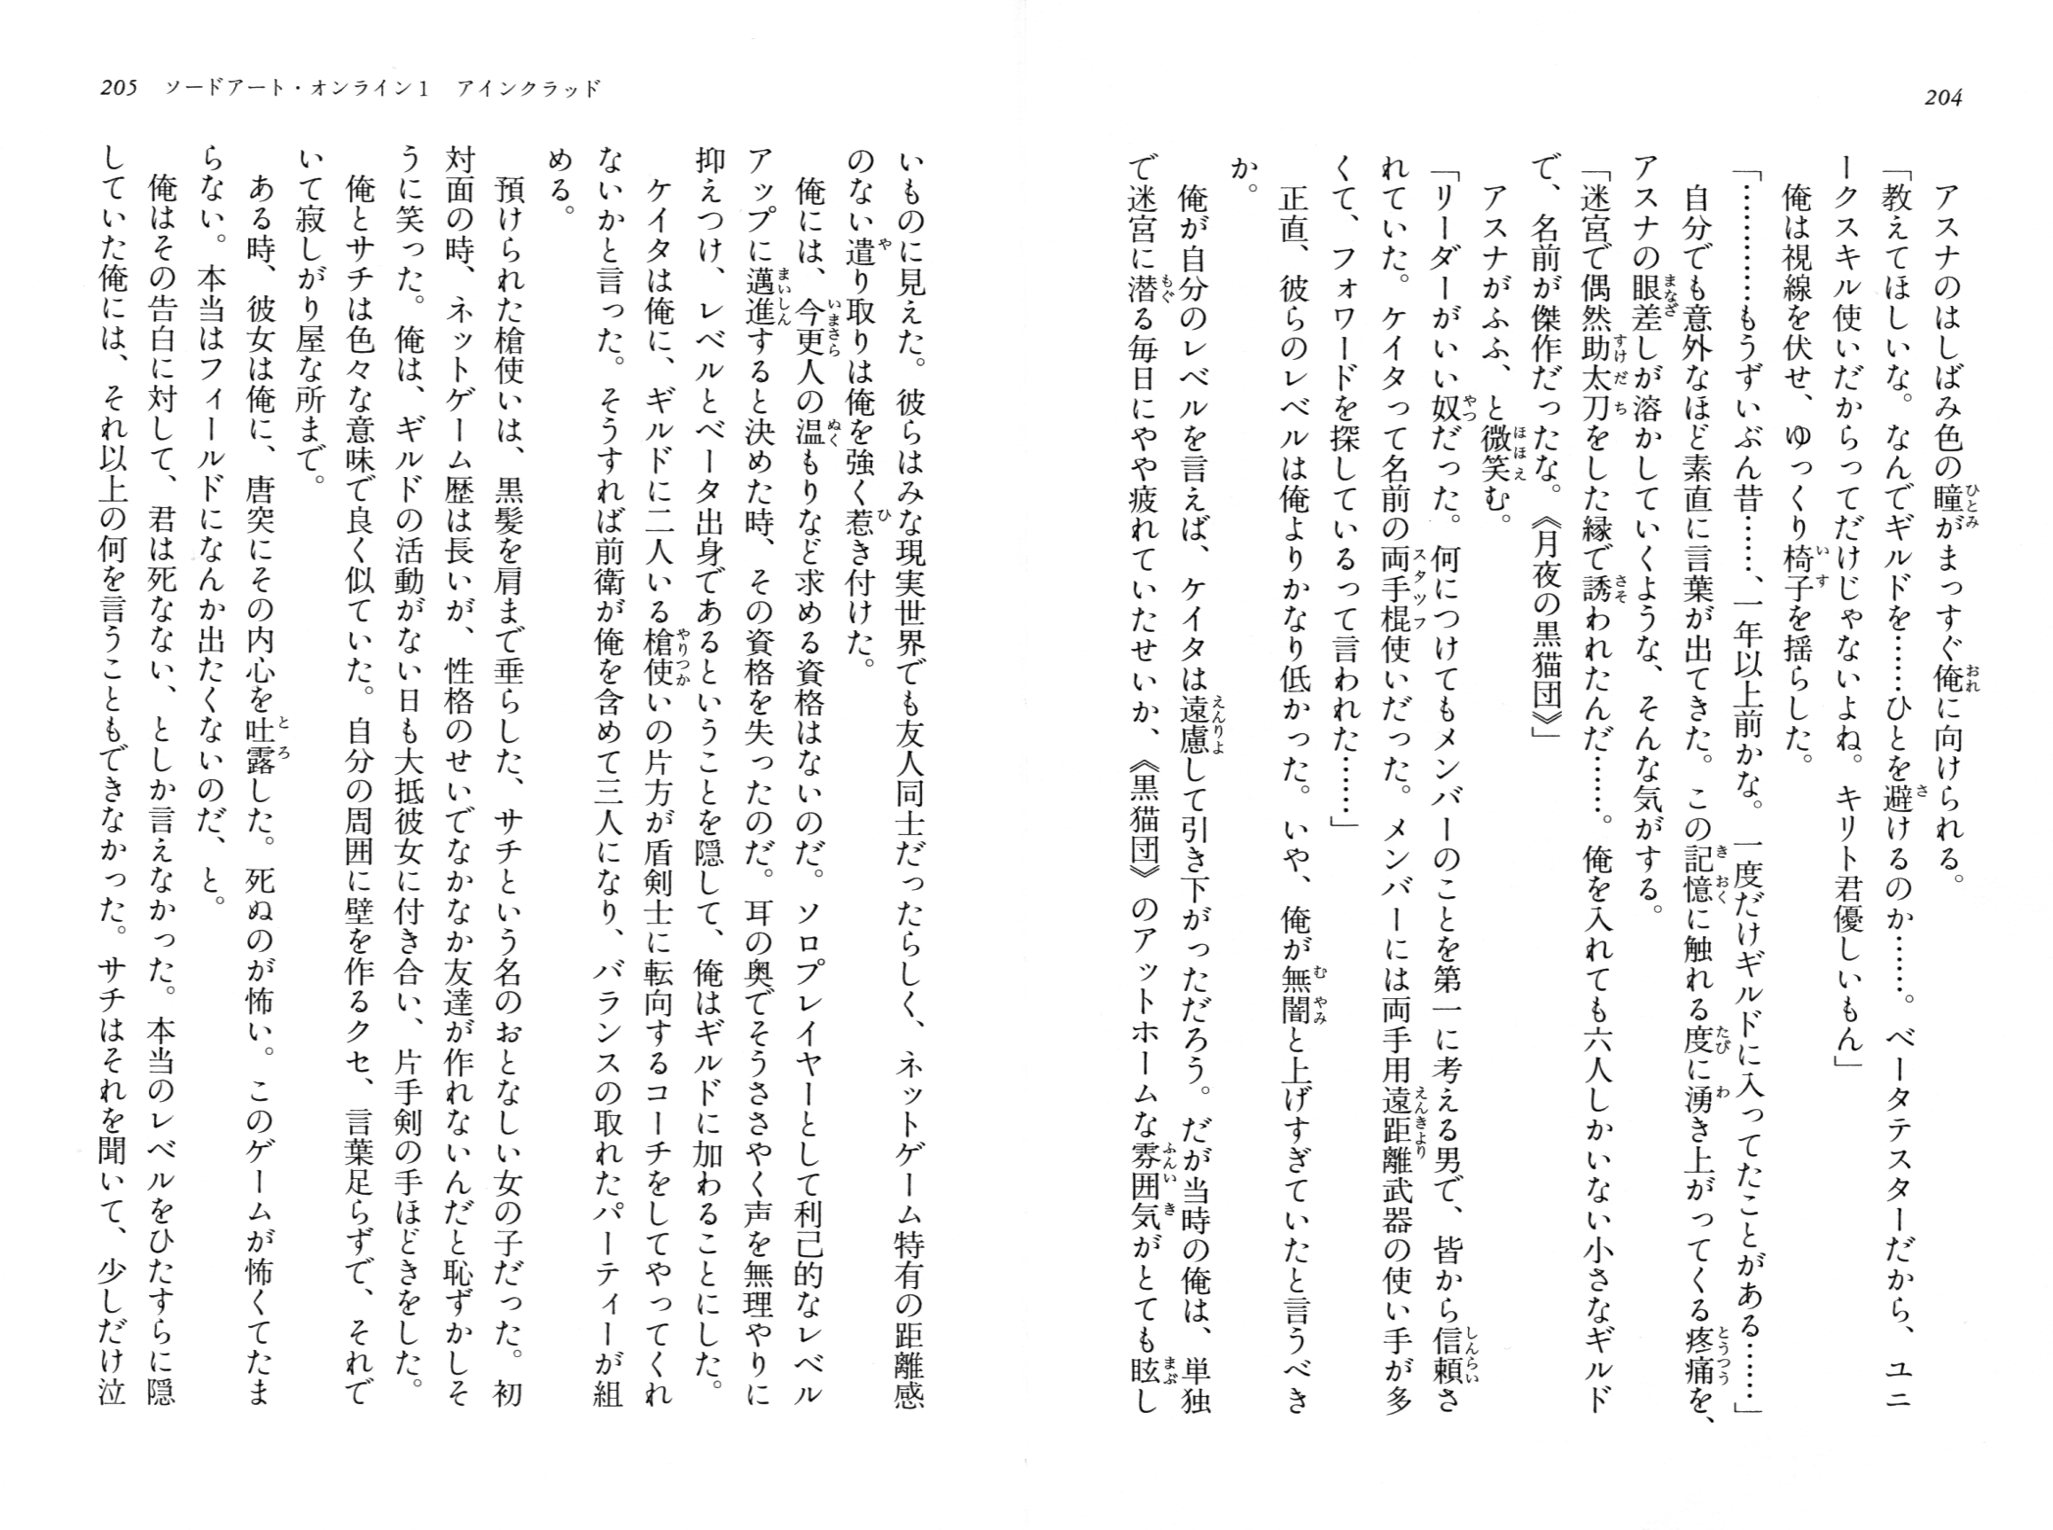 204
アスナのはしばみ色の瞳がまっすぐ俺に向けられる。
「教えてほしいな。なんでギルドを……ひとを避けるのか……。ベータテスターだから、ユニ
ークスキル使いだからってだけじゃないよね。キリト君優しいもん」
俺は視線を伏せ、ゆっくり椅子を揺らした。
「…………もうずいぶん昔……、一年以上前かな。一度だけギルドに入ってたことがある……」
自分でも意外なほど素直に言葉が出てきた。この記憶に触れる度に湧き上がってくる疼痛を、
アスナの眼差しが溶かしていくような、そんな気がする。
「迷宮で偶然助太刀をした縁で誘われたんだ……。俺を入れても六人しかいない小さなギルド
で、名前が傑作だったな。《月夜の黒猫団》」
アスナがふふ、と微笑む。
「リーダーがいい奴だった。何につけてもメンバーのことを第一に考える男で、皆から信頼さ
れていた。ケイタって名前の両手棍使いだった。メンバーには両手用遠距離武器の使い手が多
くて、フォワードを探しているって言われた……」
正直、彼らのレベルは俺よりかなり低かった。いや、俺が無闇と上げすぎていたと言うべき
か。
俺が自分のレベルを言えば、ケイタは遠慮して引き下がっただろう。だが当時の俺は、単独
で迷宮に潜る毎日にやや疲れていたせいか、《黒猫団》のアットホームな雰囲気がとても眩し
205 ソードアート・オンライン1 アインクラッド
いものに見えた。彼らはみな現実世界でも友人同士だったらしく、ネットゲーム特有の距離感
のない遣り取りは俺を強く惹き付けた。
俺には、今更人の温もりなど求める資格はないのだ。ソロプレイヤーとして利己的なレベル
アップに邁進すると決めた時、その資格を失ったのだ。耳の奥でそうささやく声を無理やりに
抑えつけ、レベルとベータ出身であるということを隠して、俺はギルドに加わることにした。
ケイタは俺に、ギルドに二人いる槍使いの片方が盾剣士に転向するコーチをしてやってくれ
ないかと言った。そうすれば前衛が俺を含めて三人になり、バランスの取れたパーティーが組
める。
預けられた槍使いは、黒髪を肩まで垂らした、サチという名のおとなしい女の子だった。初
対面の時、ネットゲーム歴は長いが、性格のせいでなかなか友達が作れないんだと恥ずかしそ
うに笑った。俺は、ギルドの活動がない日も大抵彼女に付き合い、片手剣の手ほどきをした。
俺とサチは色々な意味で良く似ていた。自分の周囲に壁を作るクセ、言葉足らずで、それで
いて寂しがり屋な所まで。
ある時、彼女は俺に、唐突にその内心を吐露した。死ぬのが怖い。このゲームが怖くてたま
らない。本当はフィールドになんか出たくないのだ、と。
俺はその告白に対して、君は死なない、としか言えなかった。本当のレベルをひたすらに隠
していた俺には、それ以上の何を言うこともできなかった。サチはそれを聞いて、少しだけ泣